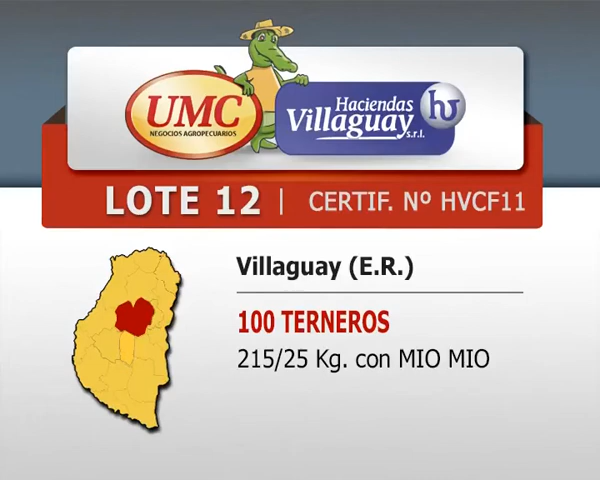 UMC
NEGOCIOS AGROPECUARIOS
Haciendas
Villaguay
s.r.l.
hv
LOTE 12 | CERTIF. Nº HVCF11
Villaguay (E.R.)
100 TERNEROS
215/25 Kg. con MIO MIO